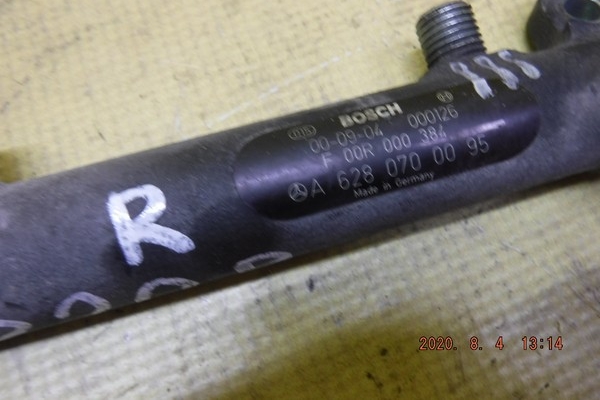 BOSCH
00-09-04 000126
F 00R 000 384
A 628 070 00 95
Made in Germany
R
2020. 8. 4 13:14